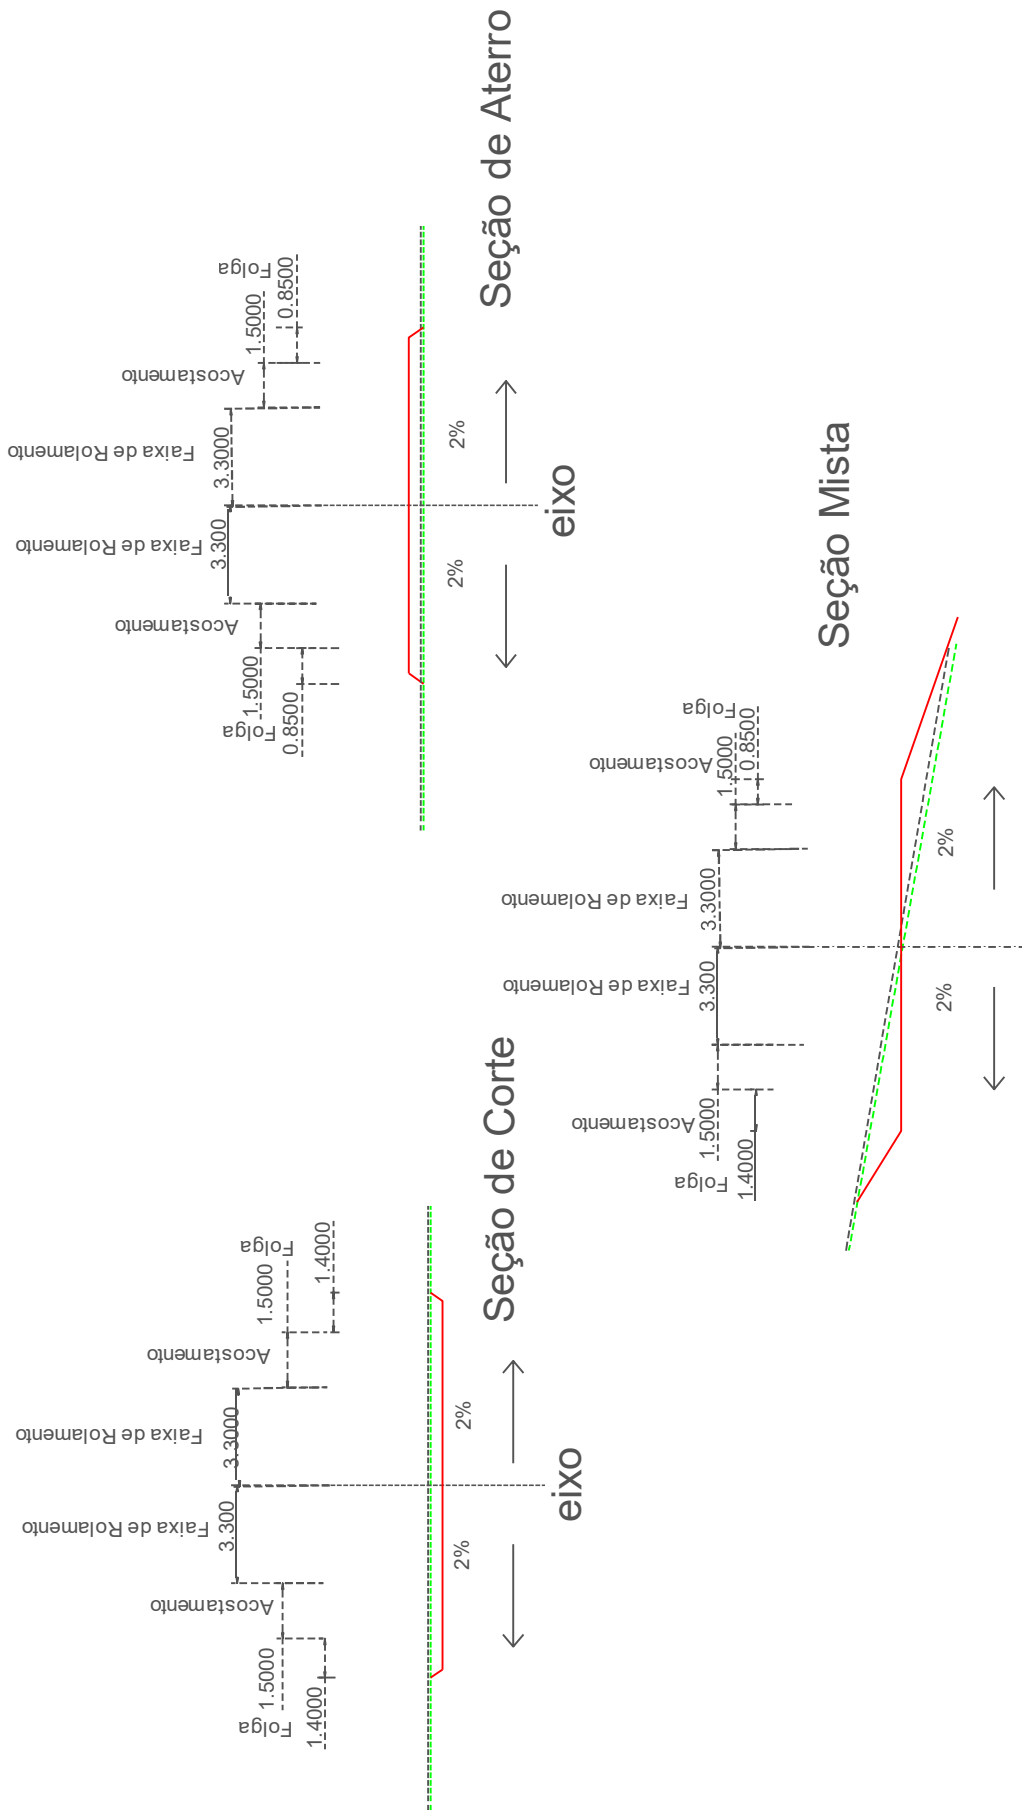 Seção de Corte
Folga
1.4000
1.5000
Acostamento
Faixa de Rolamento
3.300
Faixa de Rolamento
3.3000
Acostamento
1.5000
Folga
1.4000
2%
2%
eixo
Seção de Aterro
Folga
0.8500
1.5000
Acostamento
Faixa de Rolamento
3.300
Faixa de Rolamento
3.3000
Acostamento
1.5000
Folga
0.8500
2%
2%
eixo
Seção Mista
Folga
1.4000
1.5000
Acostamento
Faixa de Rolamento
3.300
Faixa de Rolamento
3.3000
Acostamento
1.5000
Folga
0.8500
2%
2%